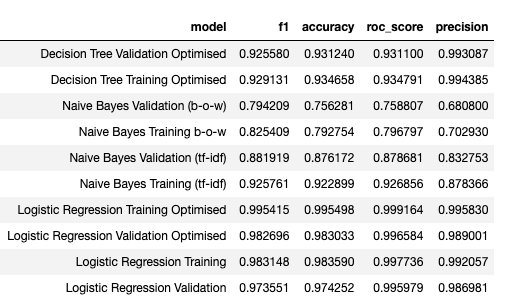 model f1 accuracy roc_score precision
Decision Tree Validation Optimised 0.925580 0.931240 0.931100 0.993087
Decision Tree Training Optimised 0.929131 0.934658 0.934791 0.994385
Naive Bayes Validation (b-o-w) 0.794209 0.756281 0.758807 0.680800
Naive Bayes Training b-o-w 0.825409 0.792754 0.796797 0.702930
Naive Bayes Validation (tf-idf) 0.881919 0.876172 0.878681 0.832753
Naive Bayes Training (tf-idf) 0.925761 0.922899 0.926856 0.878366
Logistic Regression Training Optimised 0.995415 0.995498 0.999164 0.995830
Logistic Regression Validation Optimised 0.982696 0.983033 0.996584 0.989001
Logistic Regression Training 0.983148 0.983590 0.997736 0.992057
Logistic Regression Validation 0.973551 0.974252 0.995979 0.986981